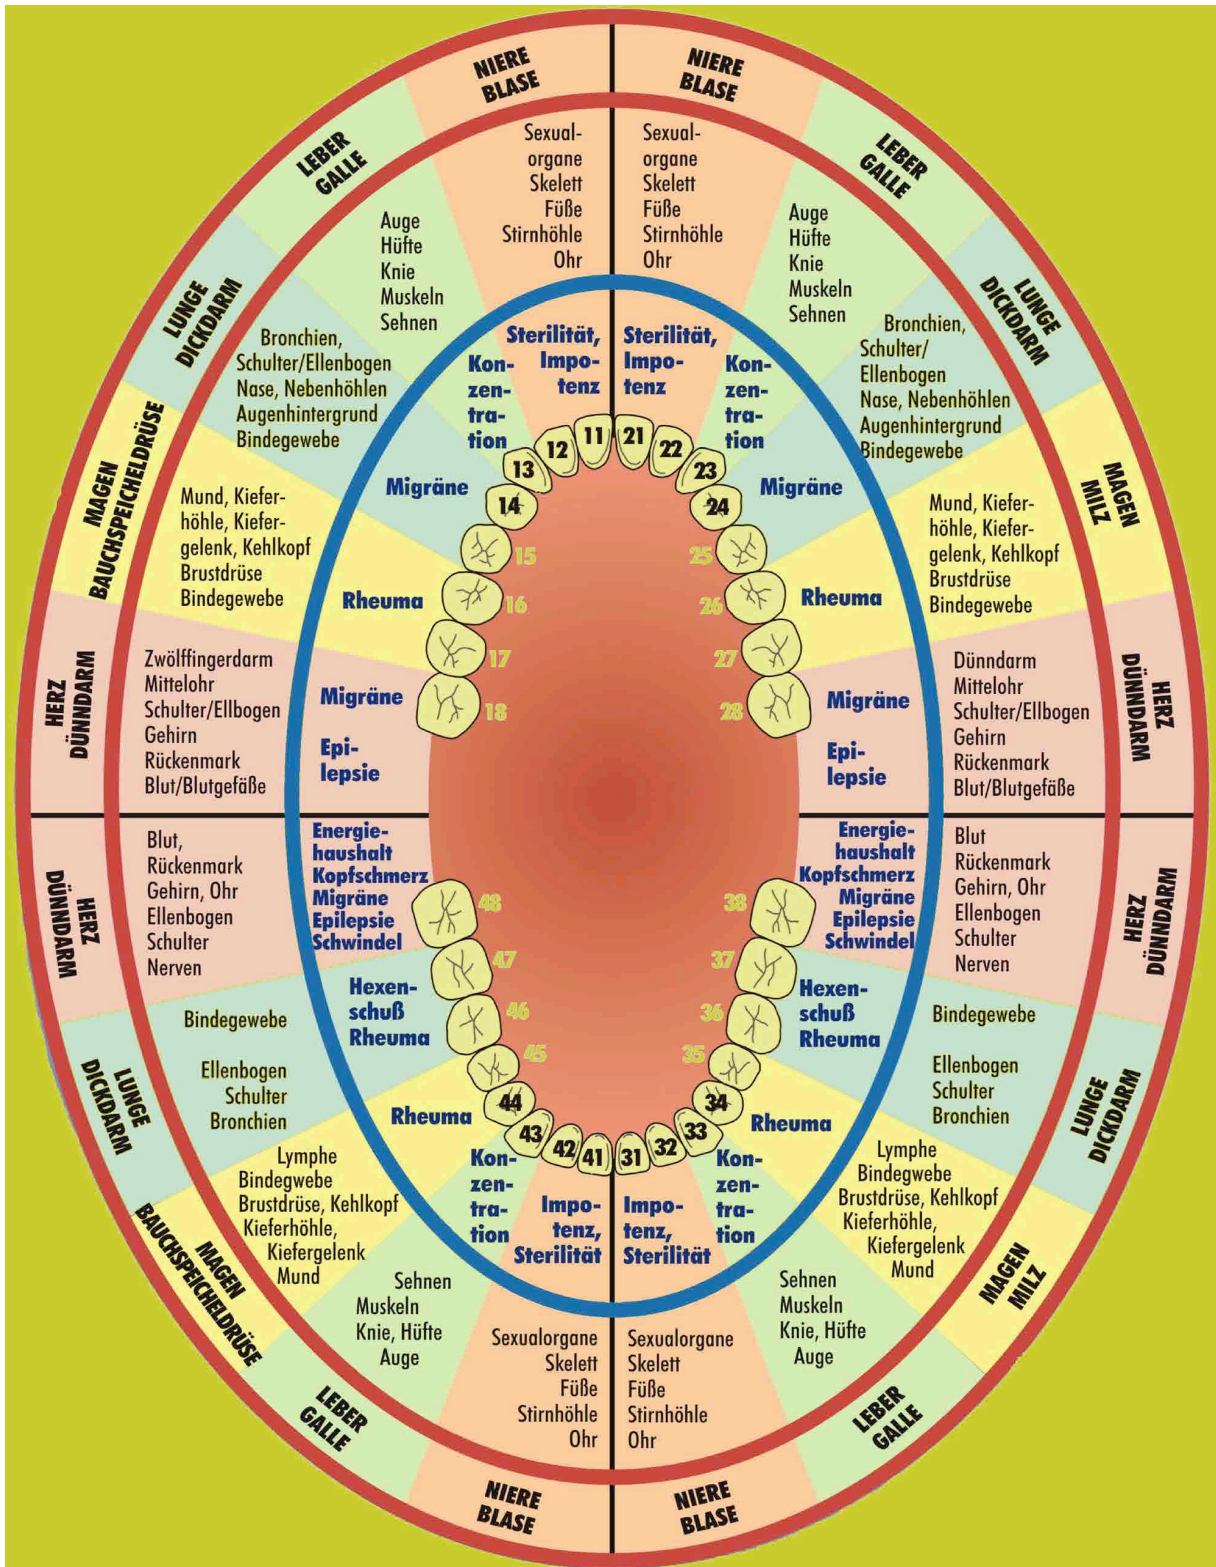 NIERE
BLASE
NIERE
BLASE
LEBER
GALLE
LEBER
GALLE
LUNGE
DICKDARM
LUNGE
DICKDARM
MAGEN
BAUCHSPEICHELDRÜSE
MAGEN
MILZ
HERZ
DÜNNDARM
HERZ
DÜNNDARM
Sexual-
organe
Skelett
Füße
Stirnhöhle
Ohr
Sexual-
organe
Skelett
Füße
Stirnhöhle
Ohr
Auge
Hüfte
Knie
Muskeln
Sehnen
Auge
Hüfte
Knie
Muskeln
Sehnen
Bronchien,
Schulter/Ellenbogen
Nase, Nebenhöhlen
Augenhintergrund
Bindegewebe
Bronchien,
Schulter/
Ellenbogen
Nase, Nebenhöhlen
Augenhintergrund
Bindegewebe
Mund, Kiefer-
höhle, Kiefer-
gelenk, Kehlkopf
Brustdrüse
Bindegewebe
Mund, Kiefer-
höhle, Kiefer-
gelenk, Kehlkopf
Brustdrüse
Bindegewebe
Zwölffingerdarm
Mittelohr
Schulter/Ellbogen
Gehirn
Rückenmark
Blut/Blutgefäße
Dünndarm
Mittelohr
Schulter/Ellbogen
Gehirn
Rückenmark
Blut/Blutgefäße
Sterilität,
Impo-
tenz
Sterilität,
Impo-
tenz
Kon-
zen-
tra-
tion
Kon-
zen-
tra-
tion
Migräne
Migräne
Rheuma
Rheuma
Migräne
Epi-
lepsie
Migräne
Epi-
lepsie
11
21
12
22
13
23
14
24
15
25
16
26
17
27
18
28
Energie-
haushalt
Kopfschmerz
Migräne
Epilepsie
Schwindel
Energie-
haushalt
Kopfschmerz
Migräne
Epilepsie
Schwindel
48
38
47
37
46
36
45
35
44
34
43
33
42
32
41
31
Hexen-
schuß
Rheuma
Hexen-
schuß
Rheuma
Rheuma
Rheuma
Kon-
zen-
tra-
tion
Kon-
zen-
tra-
tion
Impo-
tenz,
Sterilität
Impo-
tenz,
Sterilität
Blut,
Rückenmark
Gehirn, Ohr
Ellenbogen
Schulter
Nerven
Blut
Rückenmark
Gehirn, Ohr
Ellenbogen
Schulter
Nerven
Bindegewebe
Ellenbogen
Schulter
Bronchien
Bindegewebe
Ellenbogen
Schulter
Bronchien
Lymphe
Bindegwebe
Brustdrüse, Kehlkopf
Kieferhöhle,
Kiefergelenk
Mund
Lymphe
Bindegwebe
Brustdrüse, Kehlkopf
Kieferhöhle,
Kiefergelenk
Mund
Sehnen
Muskeln
Knie, Hüfte
Auge
Sehnen
Muskeln
Knie, Hüfte
Auge
Sexualorgane
Skelett
Füße
Stirnhöhle
Ohr
Sexualorgane
Skelett
Füße
Stirnhöhle
Ohr
HERZ
DÜNNDARM
HERZ
DÜNNDARM
LUNGE
DICKDARM
LUNGE
DICKDARM
MAGEN
BAUCHSPEICHELDRÜSE
MAGEN
MILZ
LEBER
GALLE
LEBER
GALLE
NIERE
BLASE
NIERE
BLASE